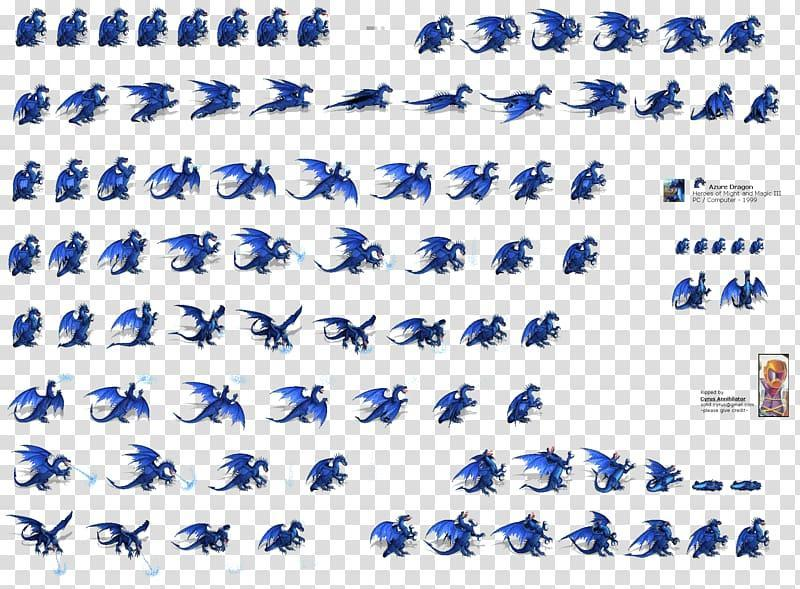 Azure Dragon
Heroes of Might and Magic III
PC / Computer - 1999
Ripped by
Cyrus Annihilator
~please give credit~